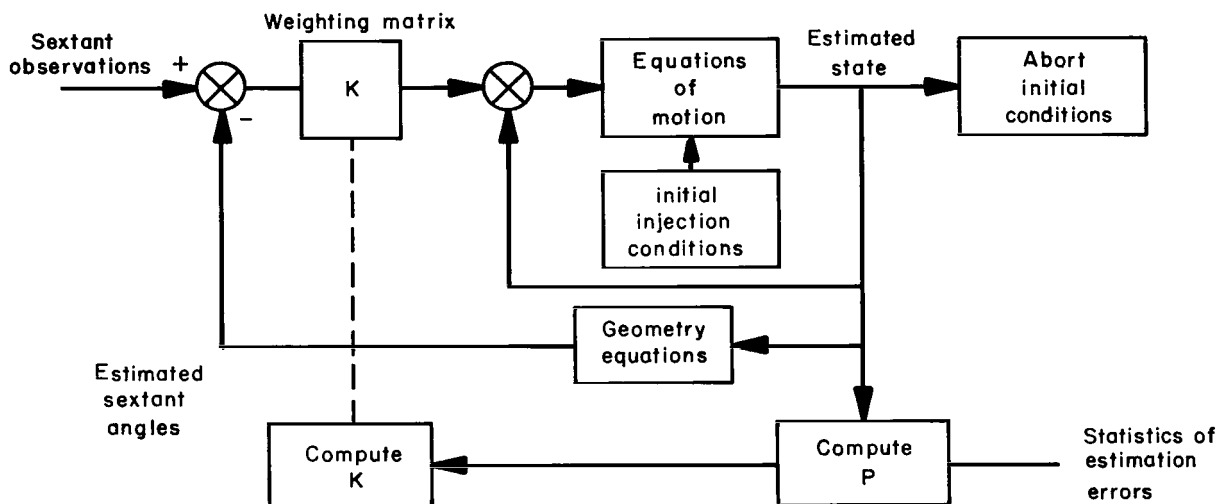 Weighting matrix
Sextant
observations
+
−
K
Equations
of
motion
Estimated
state
Abort
initial
conditions
initial
injection
conditions
Geometry
equations
Estimated
sextant
angles
Compute
K
Compute
P
Statistics of
estimation
errors